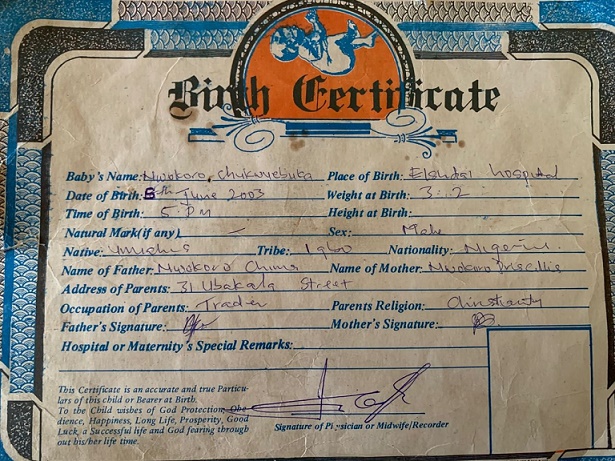 Birth Certificate
Baby's Name: Nwokoro, Chukwuebuka Place of Birth: Elshdai hospital
Date of Birth: 5th June 2003 Weight at Birth: 3:2
Time of Birth: 5:PM Height at Birth:
Natural Mark(if any) – Sex: Male
Native: Tribe: Igbo Nationality: Nigeria
Name of Father: Nwokoro Chima Name of Mother: Nwokoro Priscillia
Address of Parents: 31 Ubakala Street
Occupation of Parents: Trader Parents Religion: Christianity
Father's Signature: Mother's Signature:
Hospital or Maternity's Special Remarks:
This Certificate is an accurate and true Particu-
lars of this child or Bearer at Birth.
To the Child wishes of God Protection, Obe
dience, Happiness, Long Life, Prosperity, Good
Luck, a Successful life and God fearing through
out his/her life time.
Signature of Physician or Midwife/Recorder